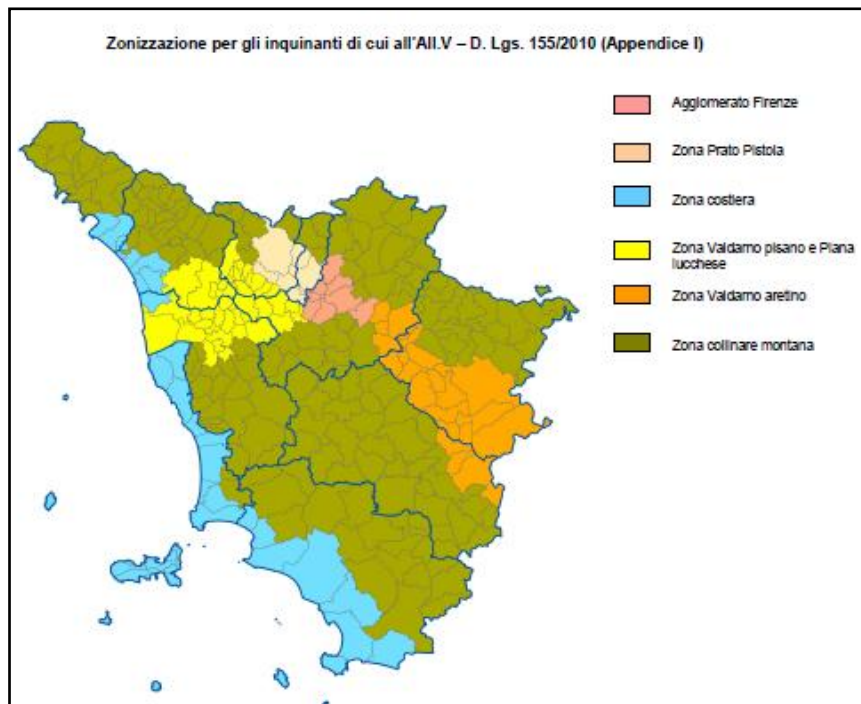 Zonizzazione per gli inquinanti di cui all'All.V – D. Lgs. 155/2010 (Appendice I)
Agglomerato Firenze
Zona Prato Pistoia
Zona costiera
Zona Valdarno pisano e Piana
lucchese
Zona Valdarno aretino
Zona collinare montana